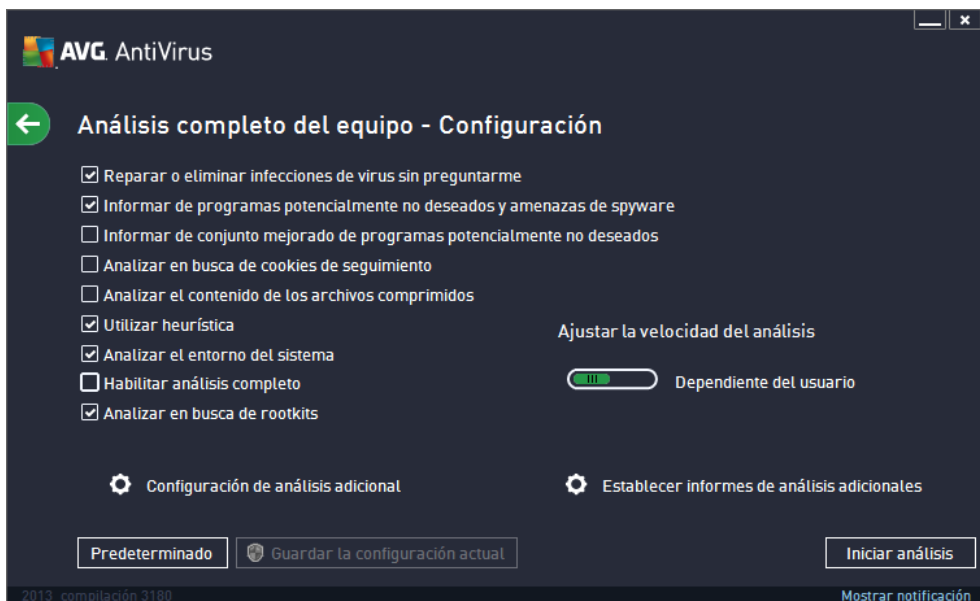 AVG AntiVirus
Análisis completo del equipo - Configuración
Reparar o eliminar infecciones de virus sin preguntarme
Informar de programas potencialmente no deseados y amenazas de spyware
Informar de conjunto mejorado de programas potencialmente no deseados
Analizar en busca de cookies de seguimiento
Analizar el contenido de los archivos comprimidos
Utilizar heurística
Analizar el entorno del sistema
Habilitar análisis completo
Analizar en busca de rootkits
Ajustar la velocidad del análisis
Dependiente del usuario
Configuración de análisis adicional
Establecer informes de análisis adicionales
Predeterminado
Guardar la configuración actual
Iniciar análisis
2013 compilación 3180
Mostrar notificación